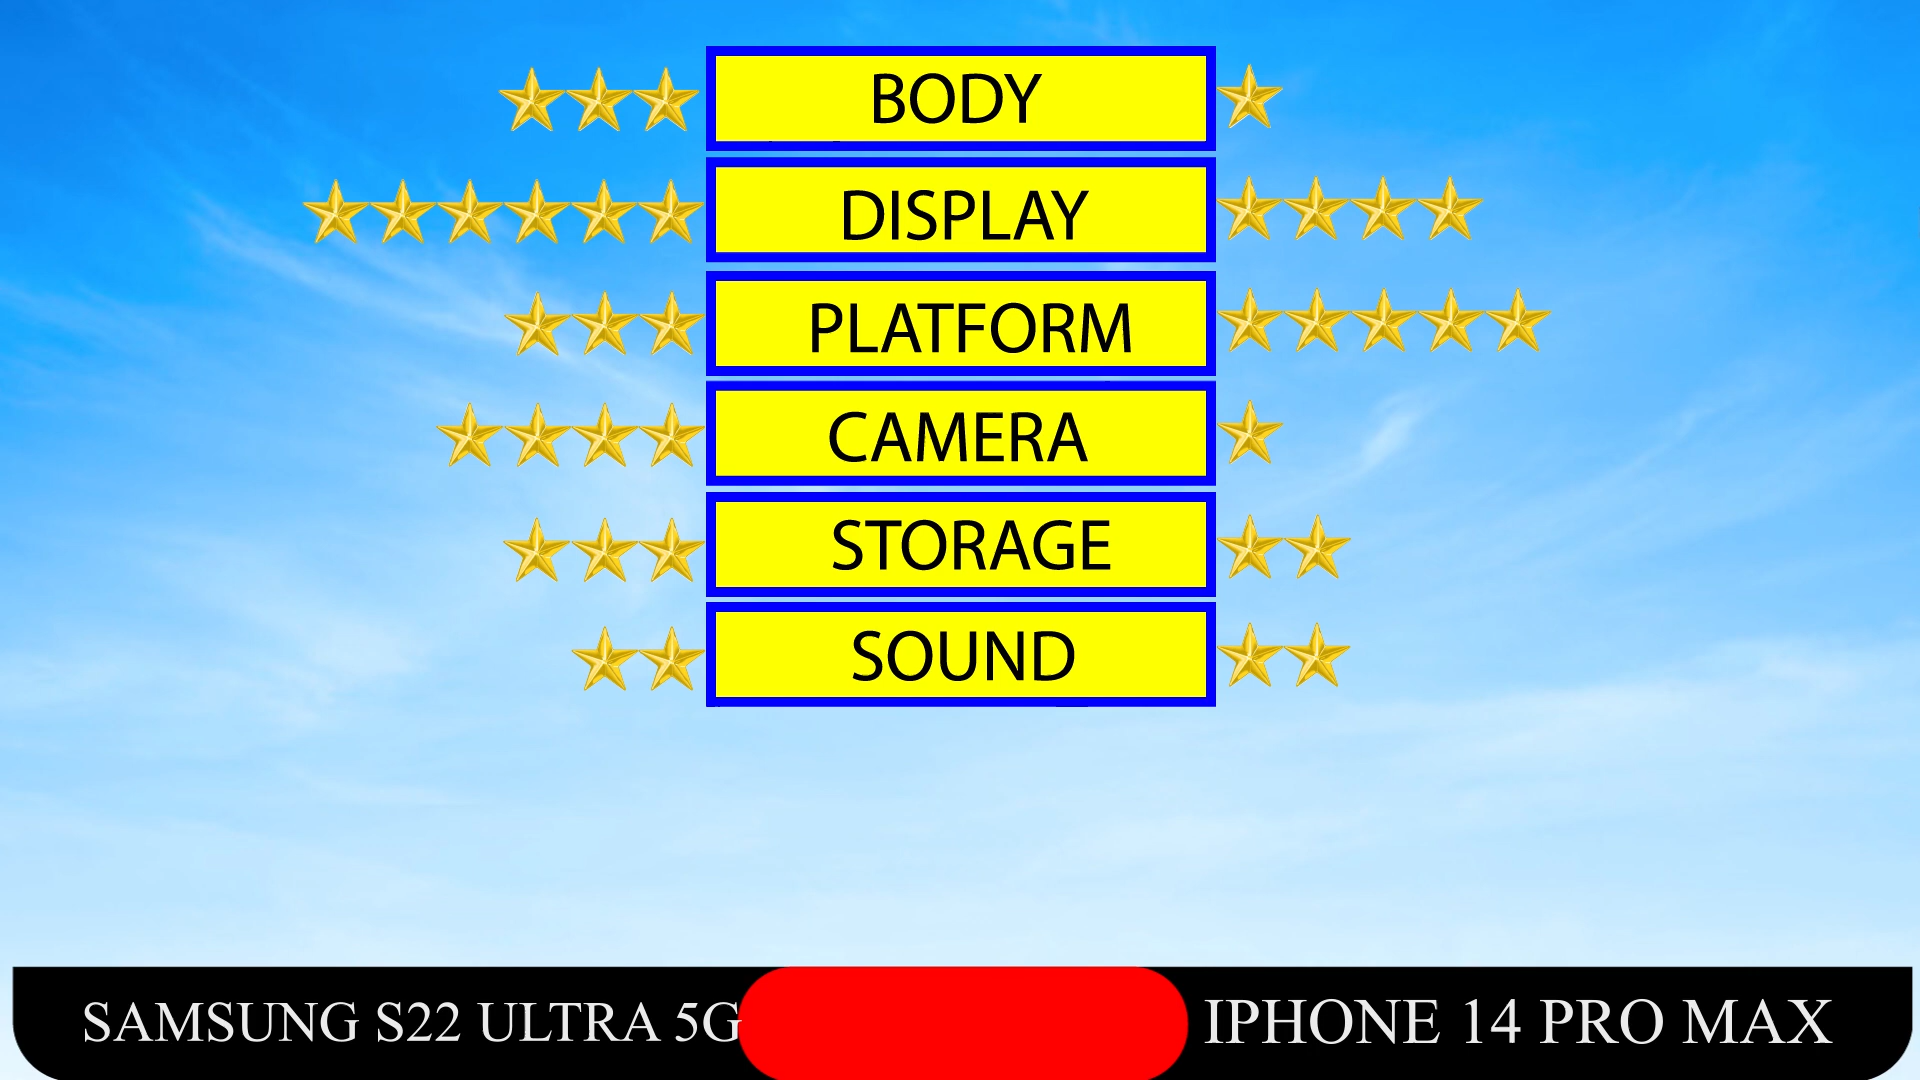 BODY
DISPLAY
PLATFORM
CAMERA
STORAGE
SOUND
SAMSUNG S22 ULTRA 5G
IPHONE 14 PRO MAX